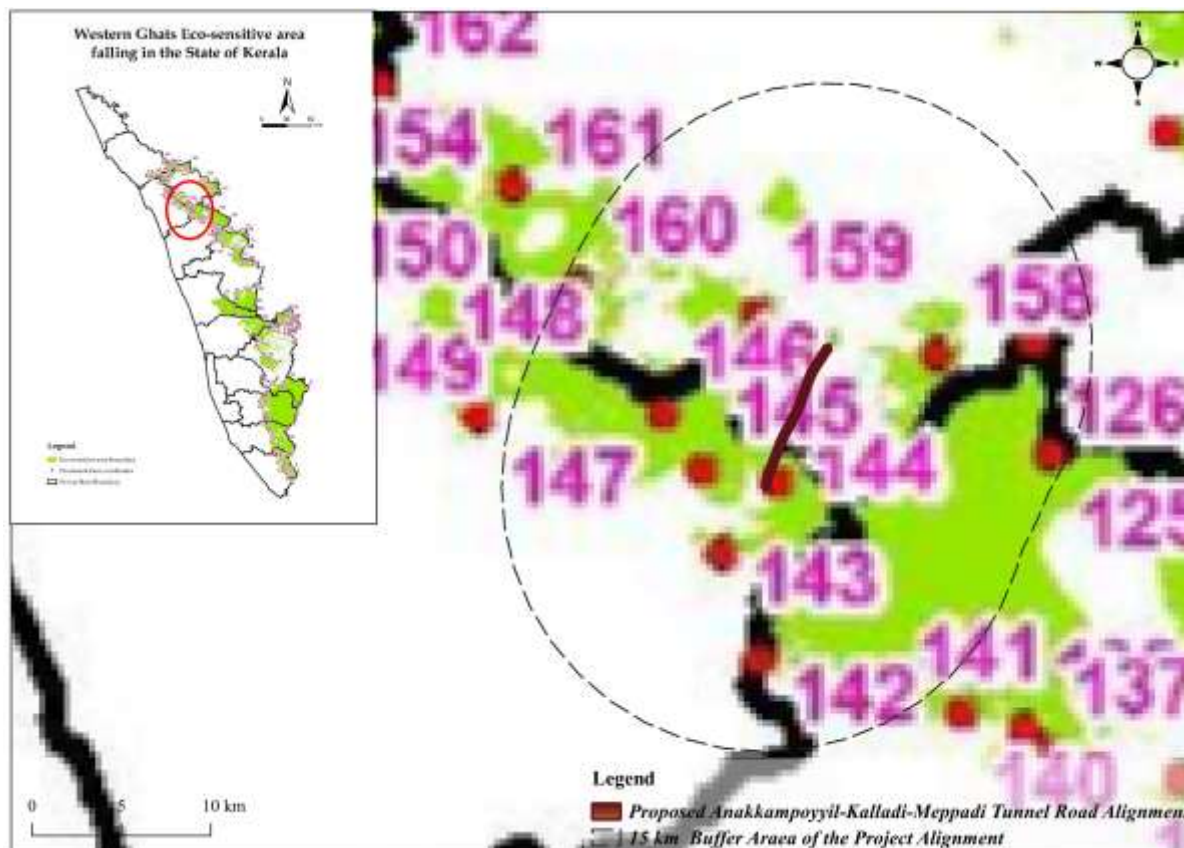 Western Ghats Eco-sensitive area
falling in the State of Kerala
N
Legend
162
N
W
E
S
154
161
150
160
159
148
158
149
146
145
126
147
144
125
143
141
142
137
140
0 5 10 km
Legend
Proposed Anakkampoyyil-Kalladi-Meppadi Tunnel Road Alignmen
15 km Buffer Araea of the Project Alignment